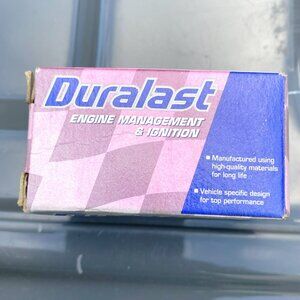 Duralast
ENGINE MANAGEMENT
& IGNITION
▪ Manufactured using
high-quality materials
for long life
▪ Vehicle specific design
for top performance